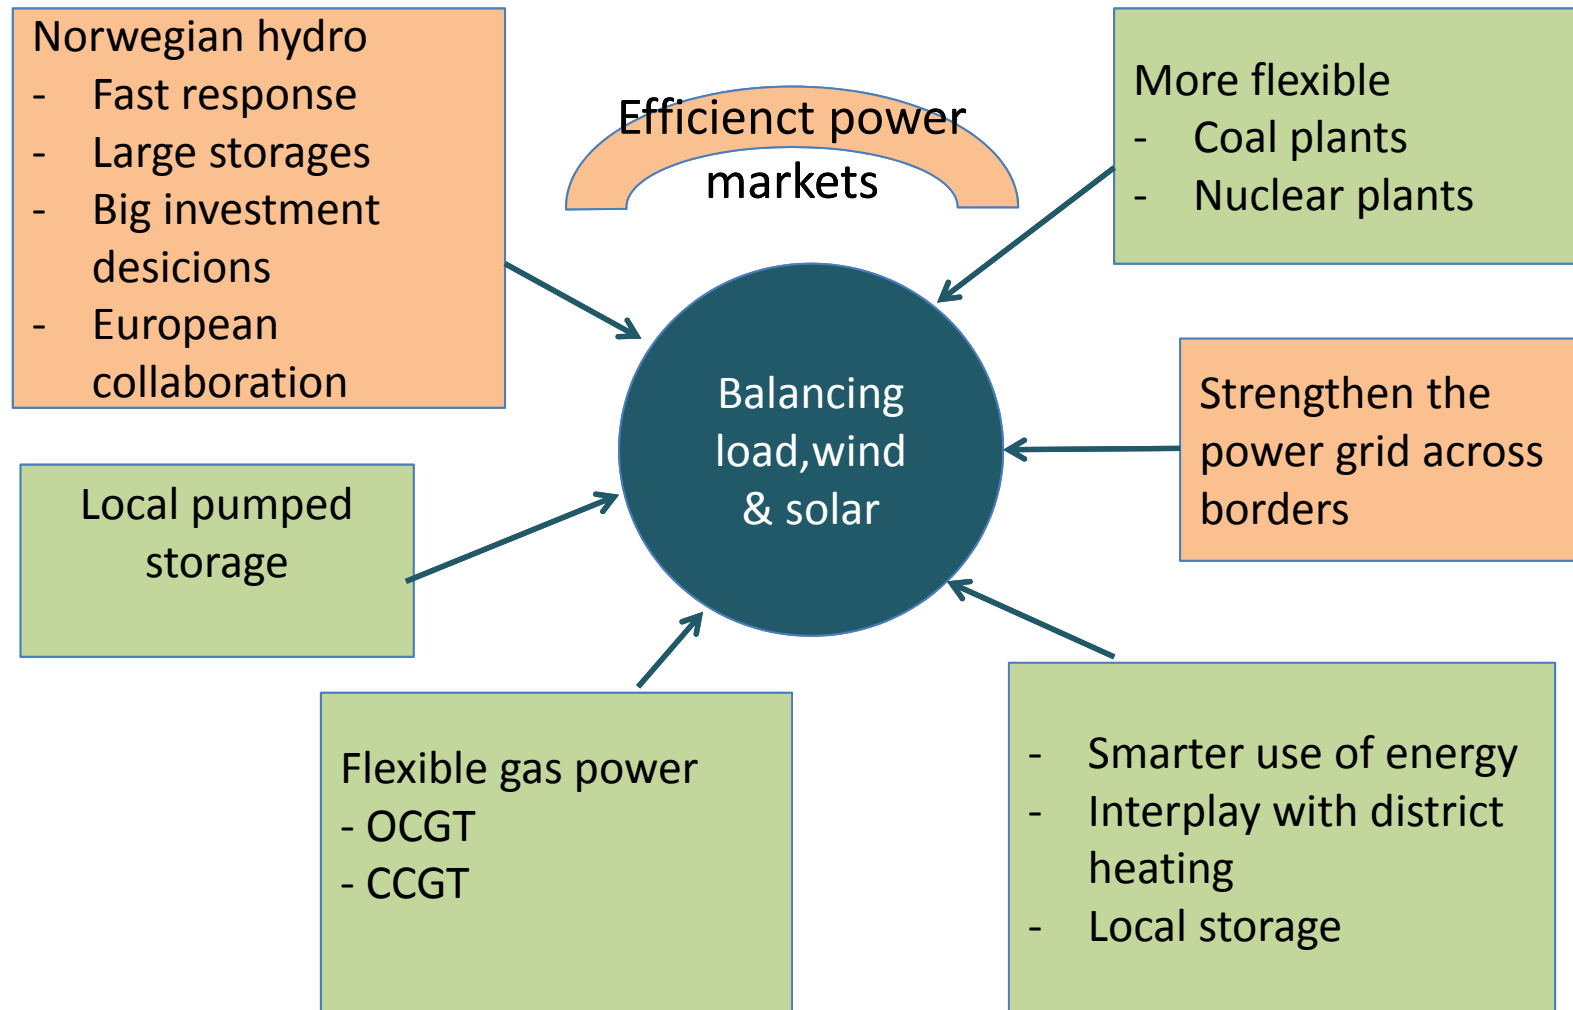 Norwegian hydro
- Fast response
- Large storages
- Big investment
desicions
- European
collaboration
Efficienct power
markets
More flexible
- Coal plants
- Nuclear plants
Balancing
load,wind
& solar
Strengthen the
power grid across
borders
Local pumped
storage
Flexible gas power
- OCGT
- CCGT
- Smarter use of energy
- Interplay with district
heating
- Local storage